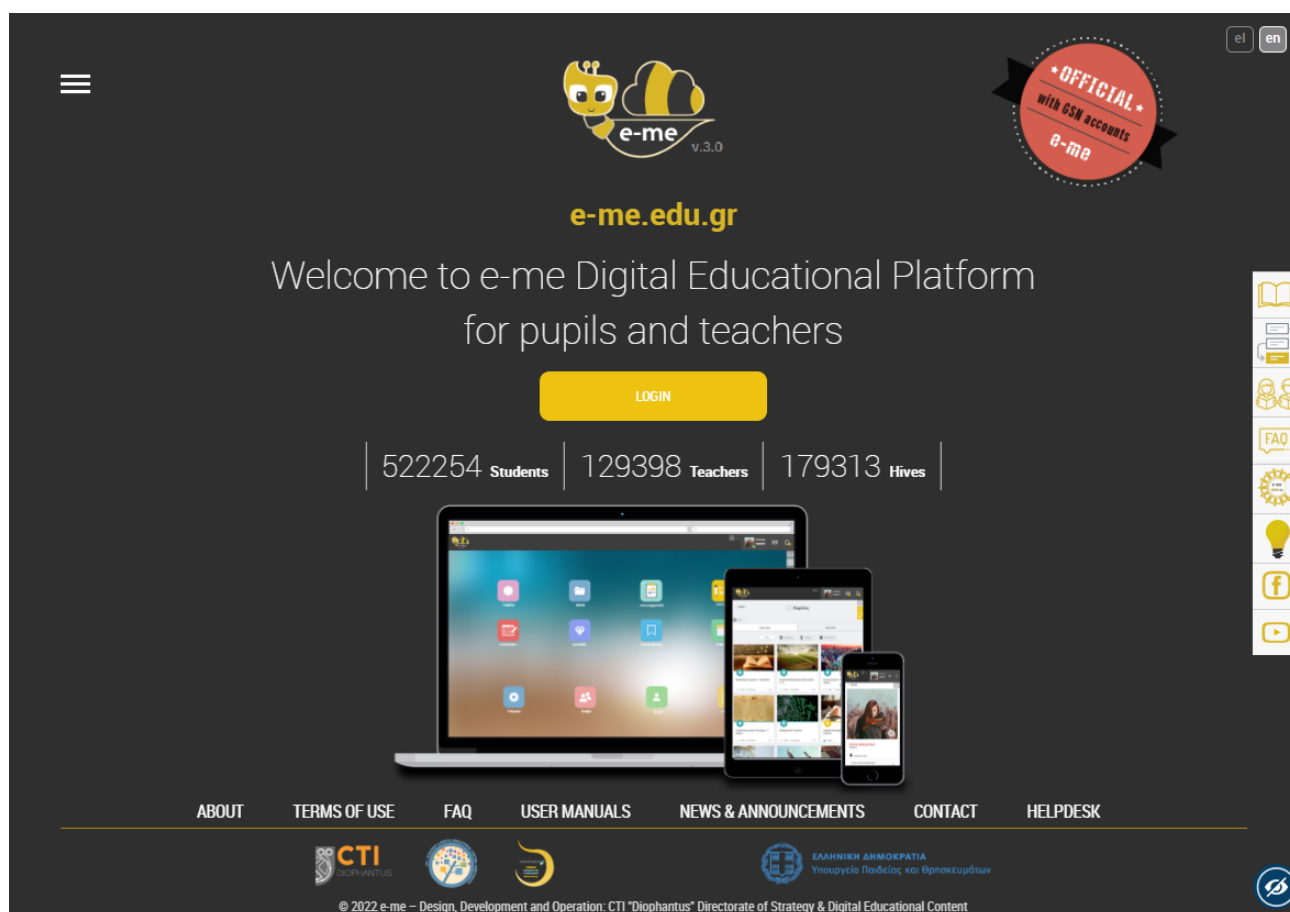 el en
e-me
v.3.0
* OFFICIAL *
with GSN accounts
e-me
e-me.edu.gr
Welcome to e-me Digital Educational Platform
for pupils and teachers
LOGIN
522254 Students 129398 Teachers 179313 Hives
FAQ
ABOUT TERMS OF USE FAQ USER MANUALS NEWS & ANNOUNCEMENTS CONTACT HELPDESK
CTI
DIOPHANTUS
ΕΛΛΗΝΙΚΗ ΔΗΜΟΚΡΑΤΙΑ
Υπουργείο Παιδείας και Θρησκευμάτων
© 2022 e-me – Design, Development and Operation: CTI "Diophantus" Directorate of Strategy & Digital Educational Content